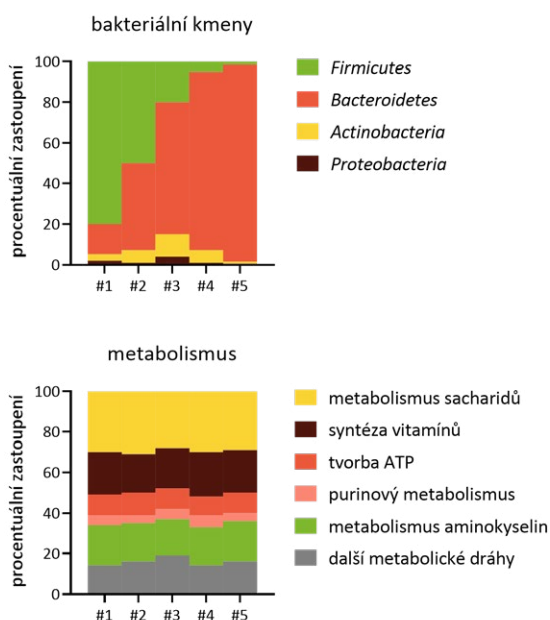 bakteriální kmeny
procentuální zastoupení
100
80
60
40
20
0
#1 #2 #3 #4 #5
Firmicutes
Bacteroidetes
Actinobacteria
Proteobacteria
metabolismus
procentuální zastoupení
100
80
60
40
20
0
#1 #2 #3 #4 #5
metabolismus sacharidů
syntéza vitamínů
tvorba ATP
purinový metabolismus
metabolismus aminokyselin
další metabolické dráhy